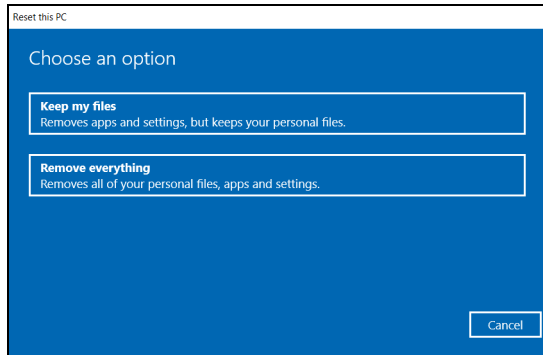 Reset this PC
Choose an option
Keep my files
Removes apps and settings, but keeps your personal files.
Remove everything
Removes all of your personal files, apps and settings.
Cancel